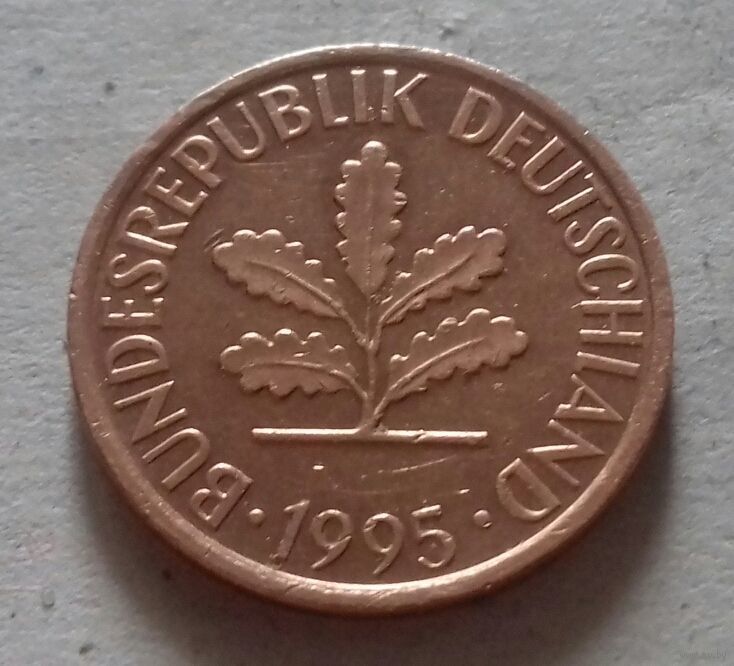 BUNDESREPUBLIK DEUTSCHLAND
· 1995 ·